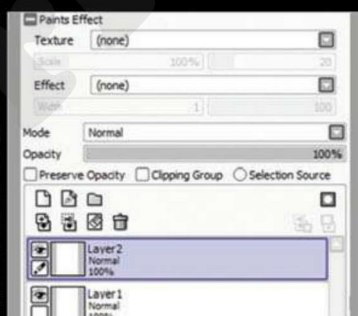 Paints Effect
Texture (none)
Scale 100% 20
Effect (none)
Width 1 100
Mode Normal
Opacity 100%
Preserve Opacity Clipping Group Selection Source
Layer2
Normal
100%
Layer1
Normal
100%